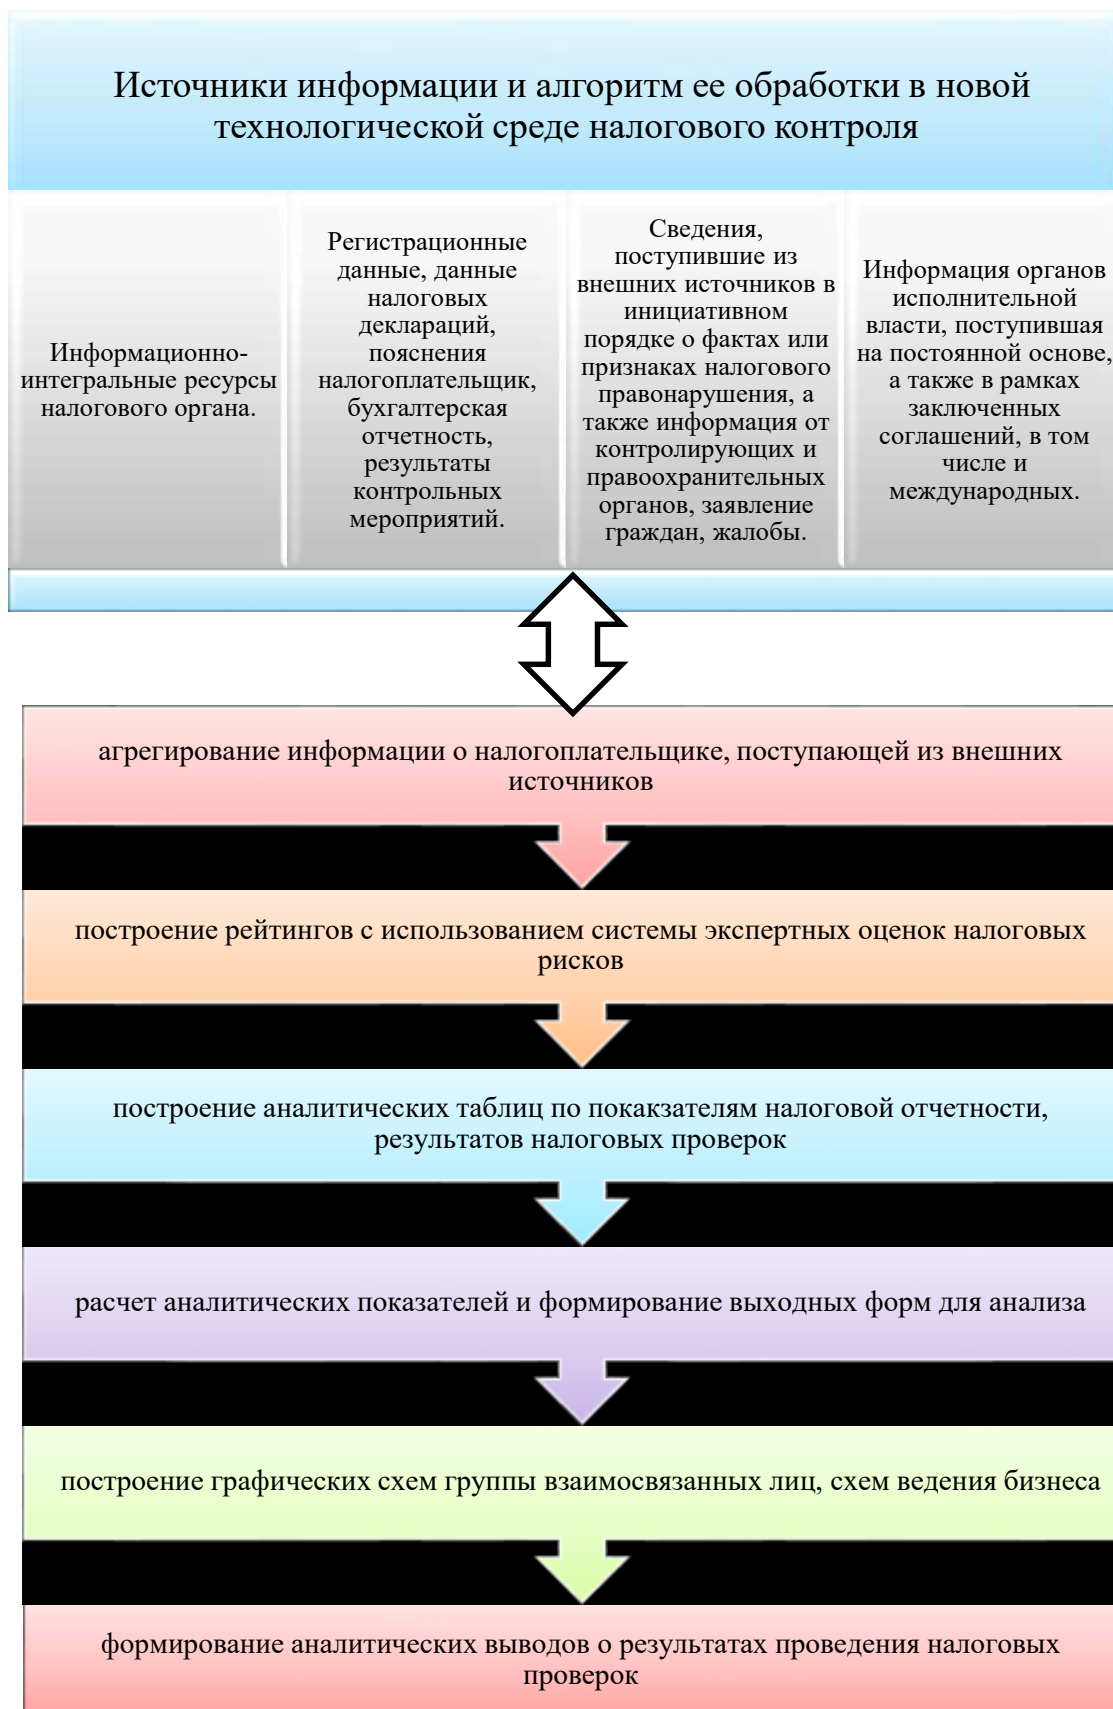 Источники информации и алгоритм ее обработки в новой
технологической среде налогового контроля
Информационно-
интегральные ресурсы
налогового органа.
Регистрационные
данные, данные
налоговых
деклараций,
пояснения
налогоплательщик,
бухгалтерская
отчетность,
результаты
контрольных
мероприятий.
Сведения,
поступившие из
внешних источников в
инициативном
порядке о фактах или
признаках налогового
правонарушения, а
также информация от
контролирующих и
правоохранительных
органов, заявление
граждан, жалобы.
Информация органов
исполнительной
власти, поступившая
на постоянной основе,
а также в рамках
заключенных
соглашений, в том
числе и
международных.
агрегирование информации о налогоплательщике, поступающей из внешних
источников
построение рейтингов с использованием системы экспертных оценок налоговых
рисков
построение аналитических таблиц по покакзателям налоговой отчетности,
результатов налоговых проверок
расчет аналитических показателей и формирование выходных форм для анализа
построение графических схем группы взаимосвязанных лиц, схем ведения бизнеса
формирование аналитических выводов о результатах проведения налоговых
проверок